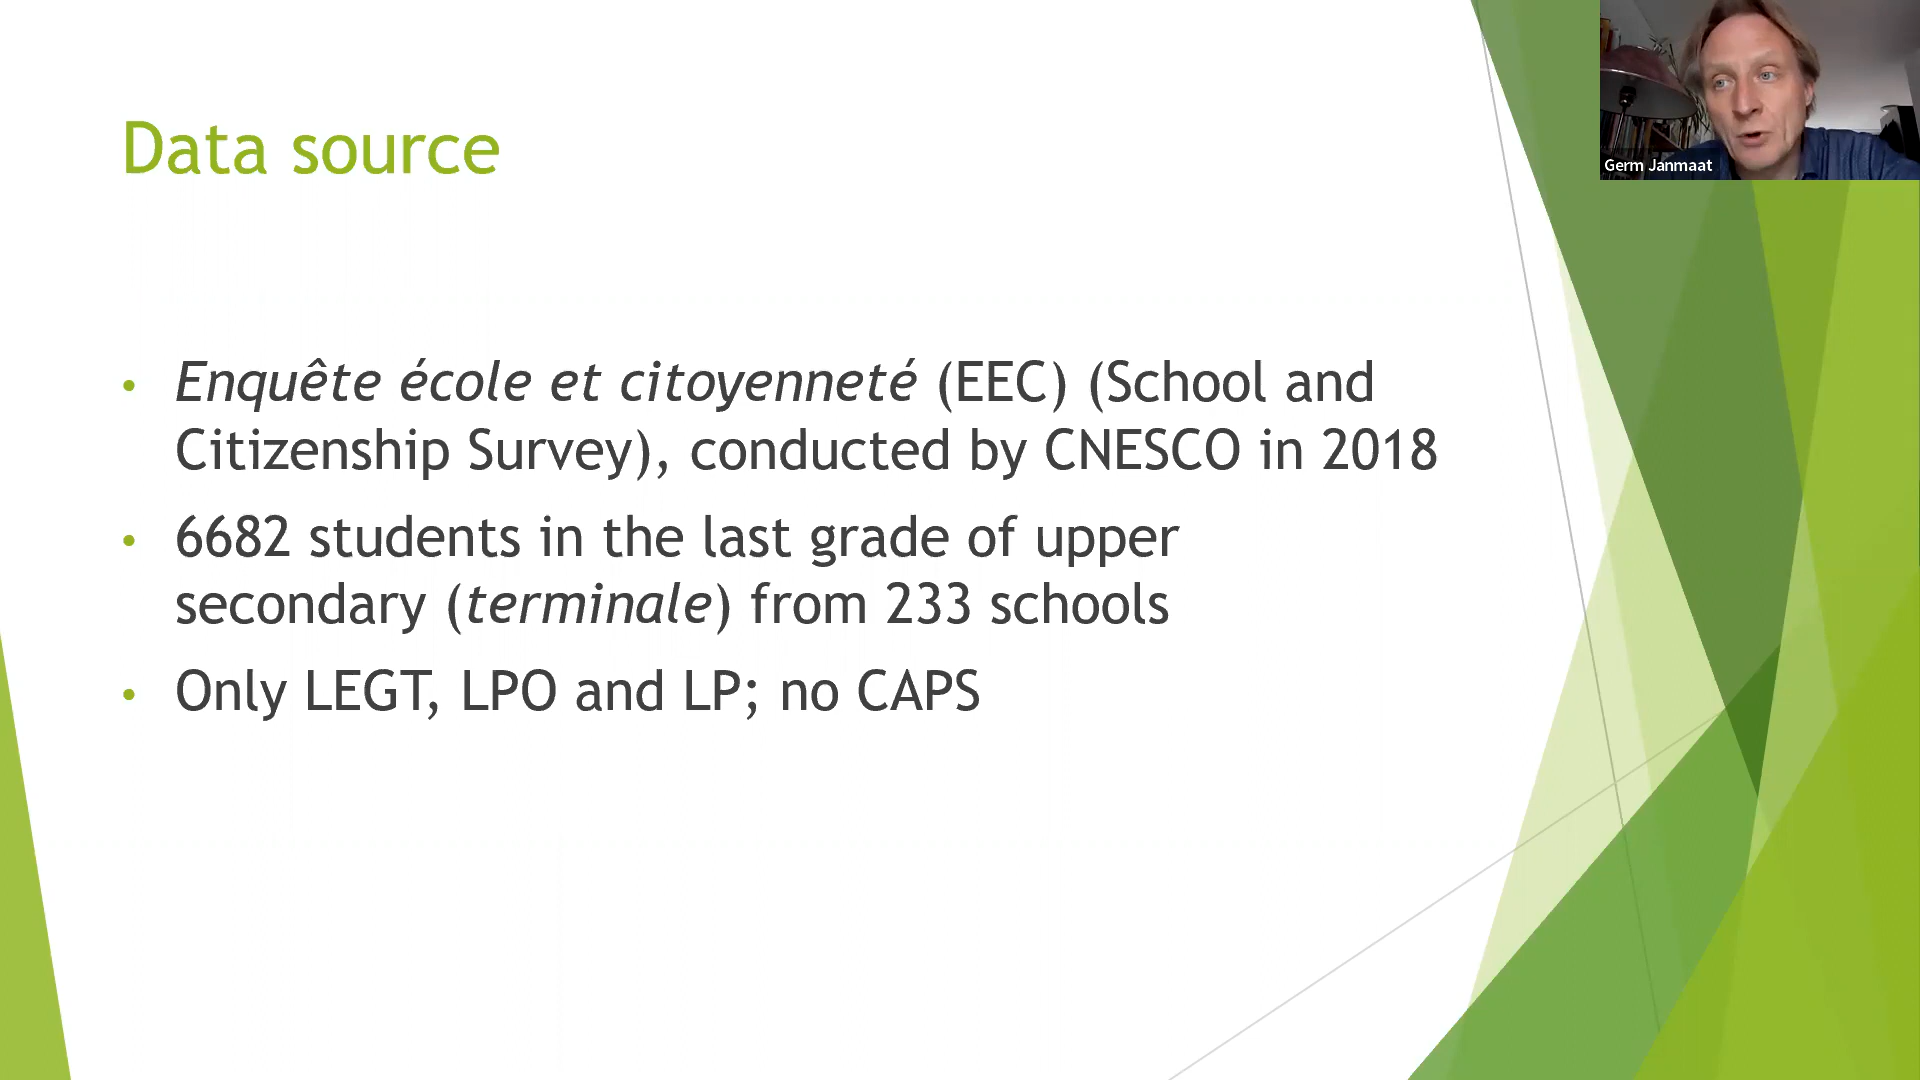 Data source
Germ Janmaat
• Enquête école et citoyenneté (EEC) (School and
Citizenship Survey), conducted by CNESCO in 2018
• 6682 students in the last grade of upper
secondary (terminale) from 233 schools
• Only LEGT, LPO and LP; no CAPS